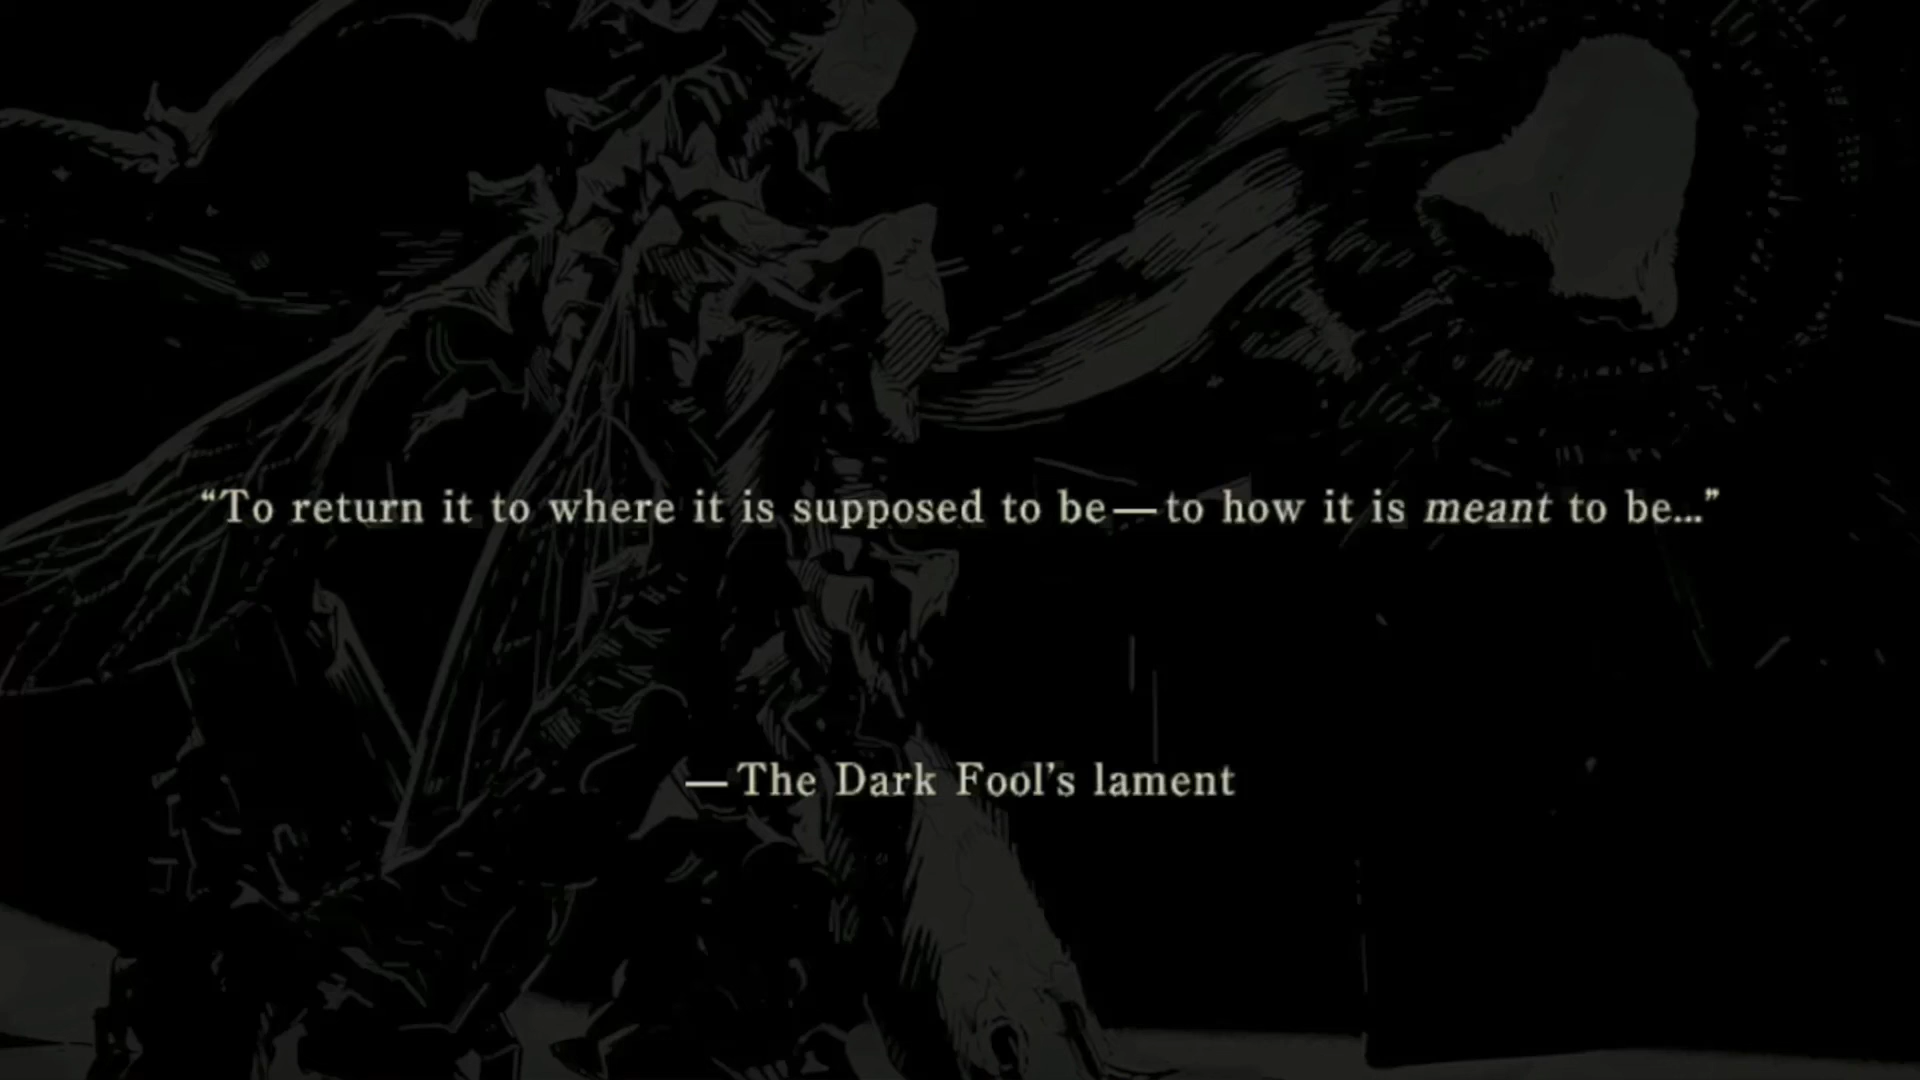 “To return it to where it is supposed to be—to how it is meant to be...”
—The Dark Fool’s lament